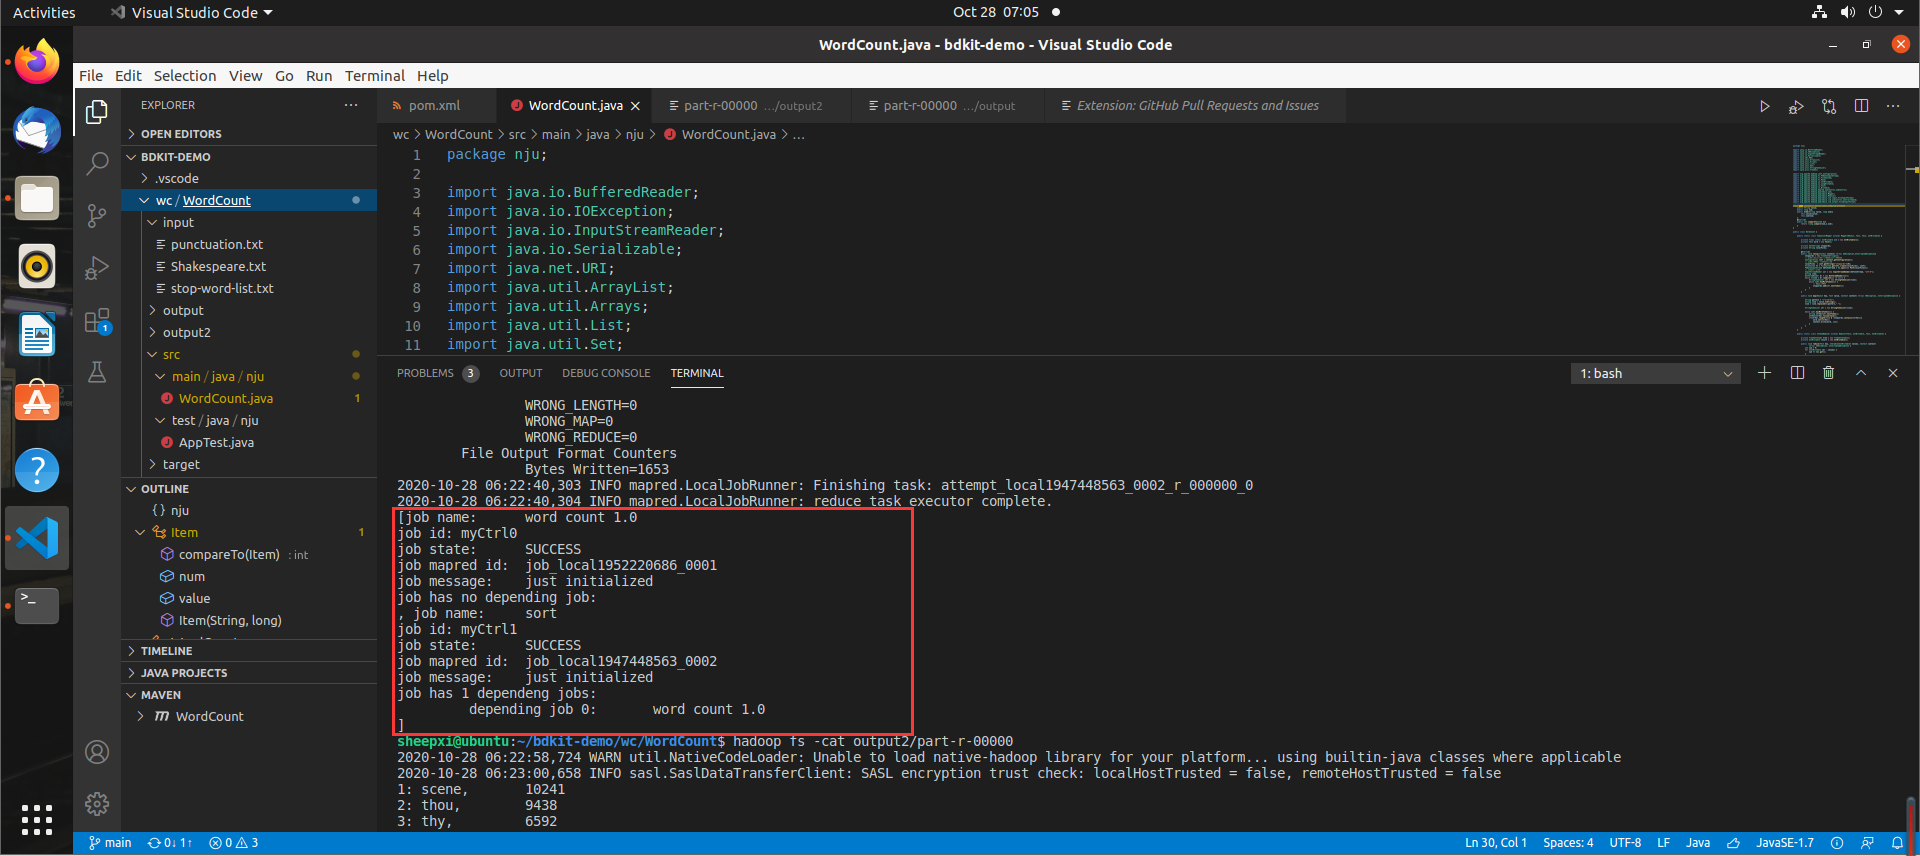 Activities
Visual Studio Code
Oct 28 07:05
WordCount.java - bdkit-demo - Visual Studio Code
File Edit Selection View Go Run Terminal Help
EXPLORER
OPEN EDITORS
BDKIT-DEMO
.vscode
wc / WordCount
input
punctuation.txt
Shakespeare.txt
stop-word-list.txt
output
output2
src
main / java / nju
WordCount.java 1
test / java / nju
AppTest.java
target
OUTLINE
{} nju
Item 1
compareTo(Item) : int
num
value
Item(String, long)
TIMELINE
JAVA PROJECTS
MAVEN
WordCount
1
pom.xml
WordCount.java
part-r-00000 .../output2
part-r-00000 .../output
Extension: GitHub Pull Requests and Issues
wc > WordCount > src > main > java > nju > WordCount.java > ...
1 package nju;
2
3 import java.io.BufferedReader;
4 import java.io.IOException;
5 import java.io.InputStreamReader;
6 import java.io.Serializable;
7 import java.net.URI;
8 import java.util.ArrayList;
9 import java.util.Arrays;
10 import java.util.List;
11 import java.util.Set;
PROBLEMS 3 OUTPUT DEBUG CONSOLE TERMINAL
1: bash
WRONG_LENGTH=0
WRONG_MAP=0
WRONG_REDUCE=0
File Output Format Counters
Bytes Written=1653
2020-10-28 06:22:40,303 INFO mapred.LocalJobRunner: Finishing task: attempt_local1947448563_0002_r_000000_0
2020-10-28 06:22:40,304 INFO mapred.LocalJobRunner: reduce task executor complete.
[job name: word count 1.0
job id: myCtrl0
job state: SUCCESS
job mapred id: job_local1952220686_0001
job message: just initialized
job has no depending job:
, job name: sort
job id: myCtrl1
job state: SUCCESS
job mapred id: job_local1947448563_0002
job message: just initialized
job has 1 dependeng jobs:
depending job 0: word count 1.0
]
sheepxi@ubuntu:~/bdkit-demo/wc/WordCount$ hadoop fs -cat output2/part-r-00000
2020-10-28 06:22:58,724 WARN util.NativeCodeLoader: Unable to load native-hadoop library for your platform... using builtin-java classes where applicable
2020-10-28 06:23:00,658 INFO sasl.SaslDataTransferClient: SASL encryption trust check: localHostTrusted = false, remoteHostTrusted = false
1: scene, 10241
2: thou, 9438
3: thy, 6592
main 0↓ 1↑ 0 3
Ln 30, Col 1 Spaces: 4 UTF-8 LF Java JavaSE-1.7